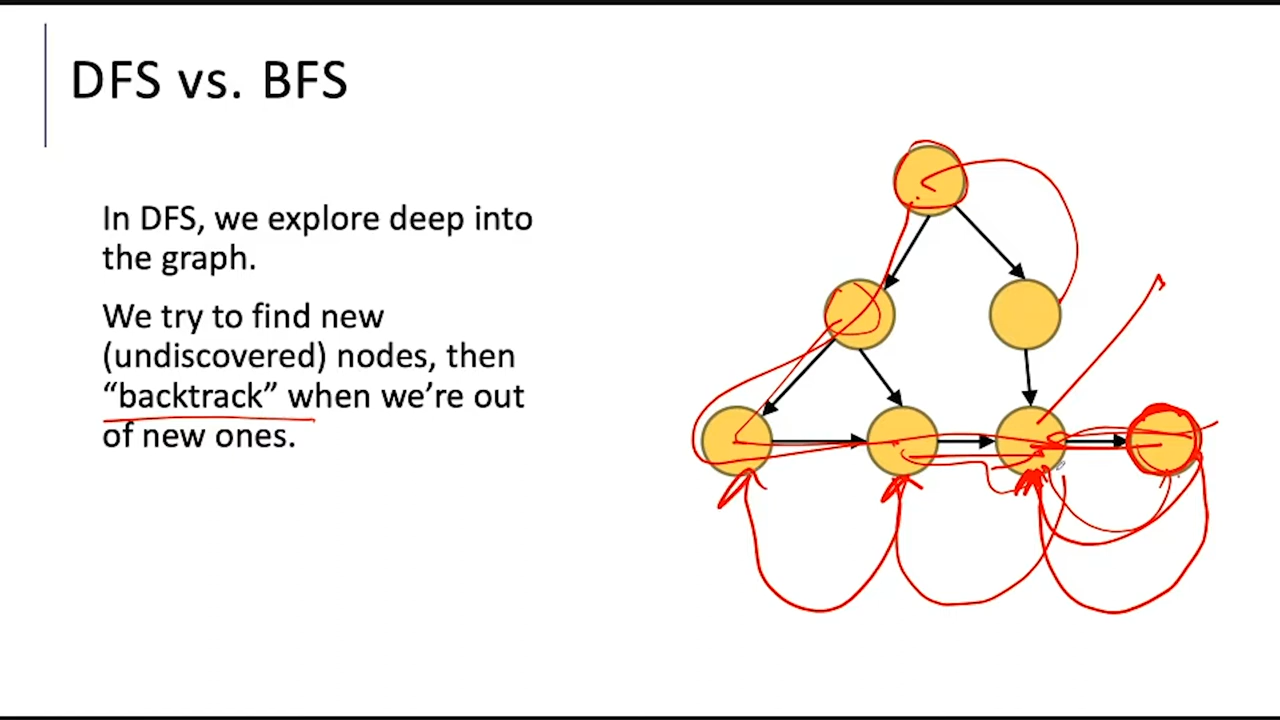 DFS vs. BFS
In DFS, we explore deep into
the graph.
We try to find new
(undiscovered) nodes, then
“backtrack” when we’re out
of new ones.